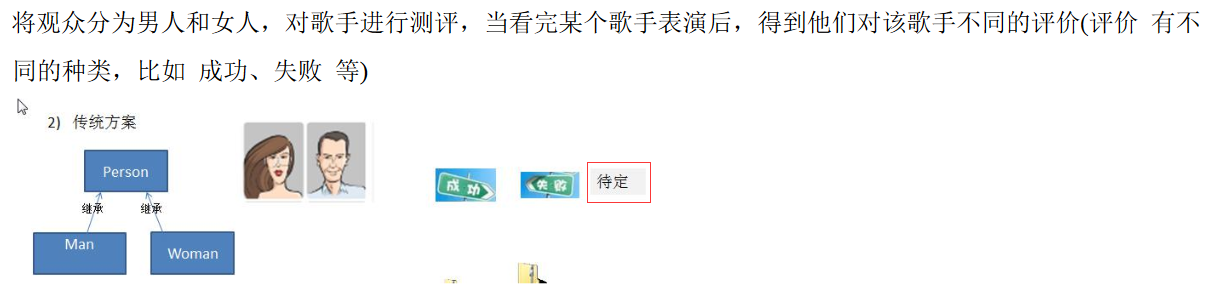 将观众分为男人和女人，对歌手进行测评，当看完某个歌手表演后，得到他们对该歌手不同的评价(评价 有不
同的种类，比如 成功、失败 等)
2) 传统方案
Person
成功
失败
待定
继承
继承
Man
Woman